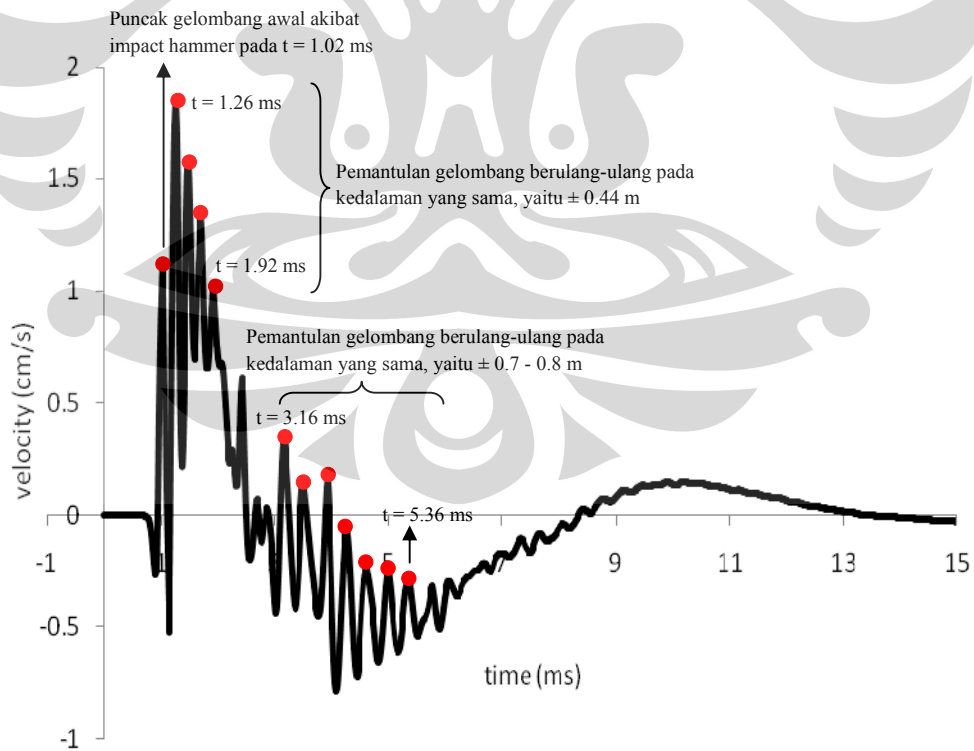 Puncak gelombang awal akibat
impact hammer pada t = 1.02 ms
2
t = 1.26 ms
1.5
Pemantulan gelombang berulang-ulang pada
kedalaman yang sama, yaitu ± 0.44 m
t = 1.92 ms
1
Pemantulan gelombang berulang-ulang pada
kedalaman yang sama, yaitu ± 0.7 - 0.8 m
velocity (cm/s)
0.5
t = 3.16 ms
0
t = 5.36 ms
-1 1 3 5 7 9 11 13 15
-0.5
time (ms)
-1